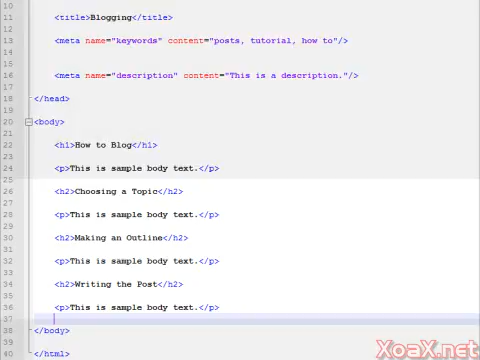 10
11 <title>Blogging</title>
12
13 <meta name="keywords" content="posts, tutorial, how to"/>
14
15
16 <meta name="description" content="This is a description."/>
17
18 </head>
19
20 <body>
21
22 <h1>How to Blog</h1>
23
24 <p>This is sample body text.</p>
25
26 <h2>Choosing a Topic</h2>
27
28 <p>This is sample body text.</p>
29
30 <h2>Making an Outline</h2>
31
32 <p>This is sample body text.</p>
33
34 <h2>Writing the Post</h2>
35
36 <p>This is sample body text.</p>
37
38 </body>
39
40 </html>
XoaX.net